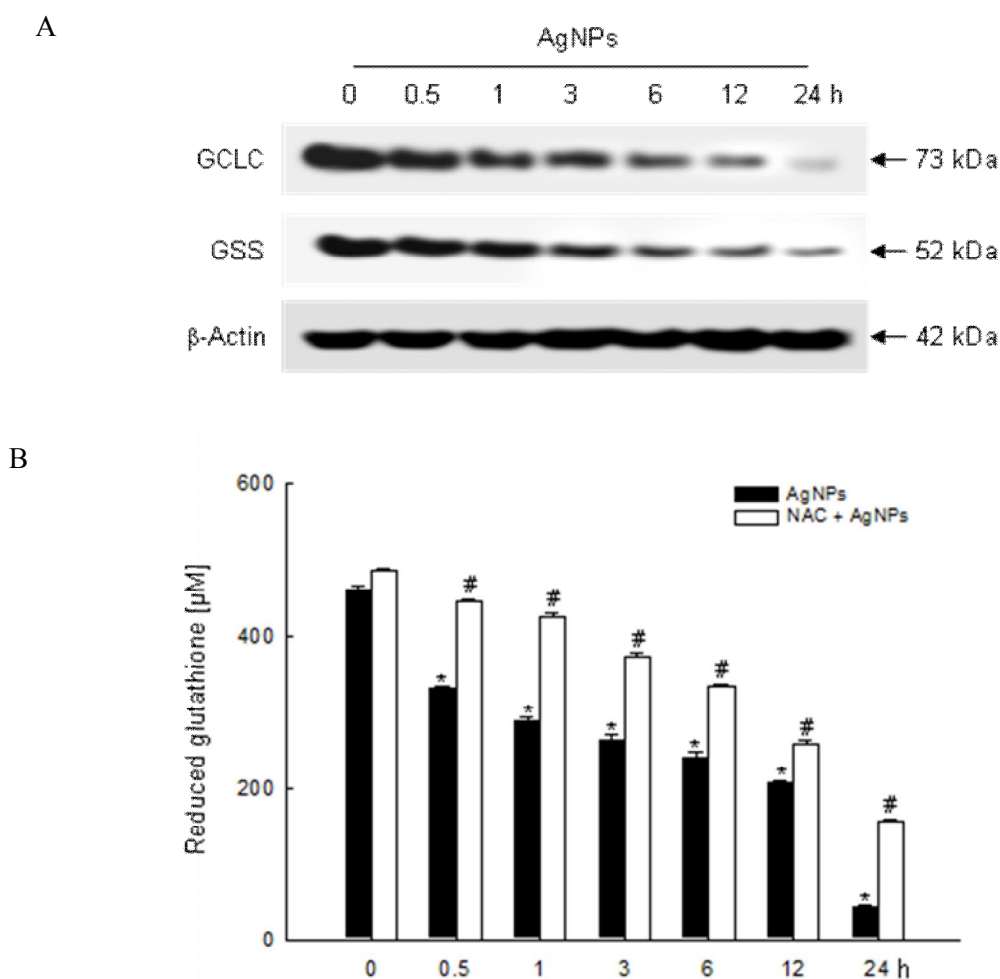 A
AgNPs
0 0.5 1 3 6 12 24 h
GCLC 73 kDa
GSS 52 kDa
β-Actin 42 kDa
B
600
AgNPs
NAC + AgNPs
Reduced glutathione [µM]
400
200
0
# # # # # #
* * * * * *
0 0.5 1 3 6 12 24 h